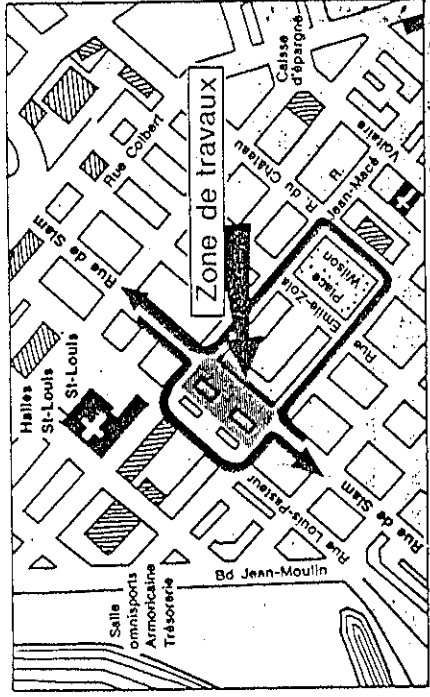 Halles
St-Louis
St-Louis
Rue de Siam
Rue Colbert
Zone de travaux
Caisse
d'épargne
R. du Château
R.
Jean-Macé
Voltaire
Place
Wilson
Emile-Zola
Rue
Rue Louis-Pasteur
Rue de Siam
Bd Jean-Moulin
Salle
omnisports
Armoricaine
Trésorerie